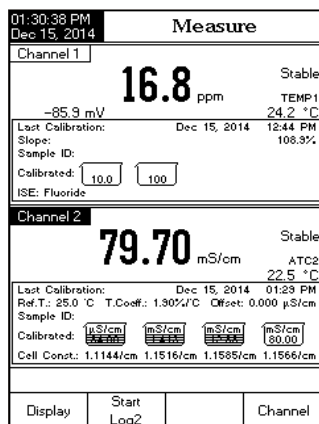 01:30:38 PM
Dec 15, 2014
Measure
Channel 1
16.8 ppm
Stable
TEMP1
-85.9 mV
24.2 °C
Last Calibration: Dec 15, 2014 12:44 PM
Slope: 108.9%
Sample ID:
Calibrated: 10.0 100
ISE: Fluoride
Channel 2
79.70 mS/cm
Stable
ATC2
22.5 °C
Last Calibration: Dec 15, 2014 01:29 PM
Ref.T.: 25.0 °C T.Coeff.: 1.90%/°C Offset: 0.000 µS/cm
Sample ID:
Calibrated: µS/cm mS/cm mS/cm mS/cm
80.00
Cell Const.: 1.1144/cm 1.1516/cm 1.1585/cm 1.1566/cm
Display
Start
Log2
Channel